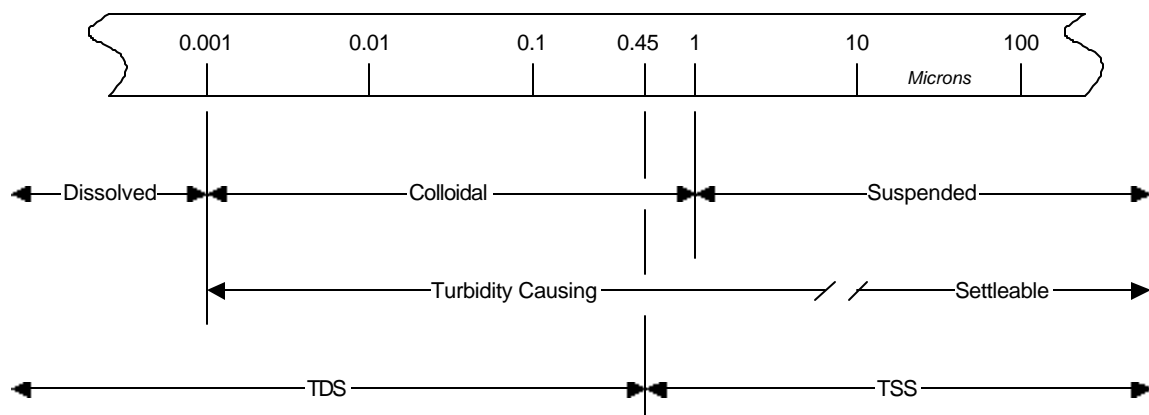 0.001 0.01 0.1 0.45 1 10 100
Microns
Dissolved Colloidal Suspended
Turbidity Causing Settleable
TDS TSS